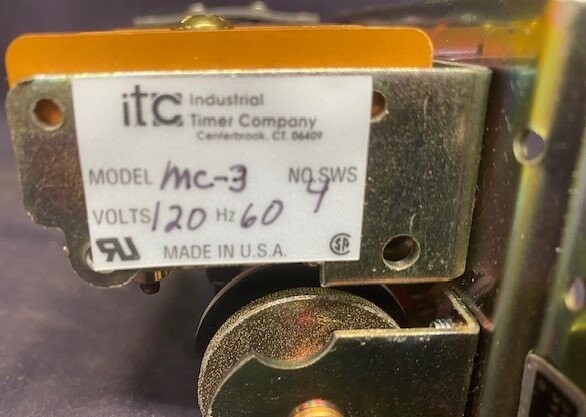 itc Industrial
Timer Company
Centerbrook, CT. 06409
MODEL MC-3 NO.SWS
VOLTS 120 Hz 60 4
MADE IN U.S.A.